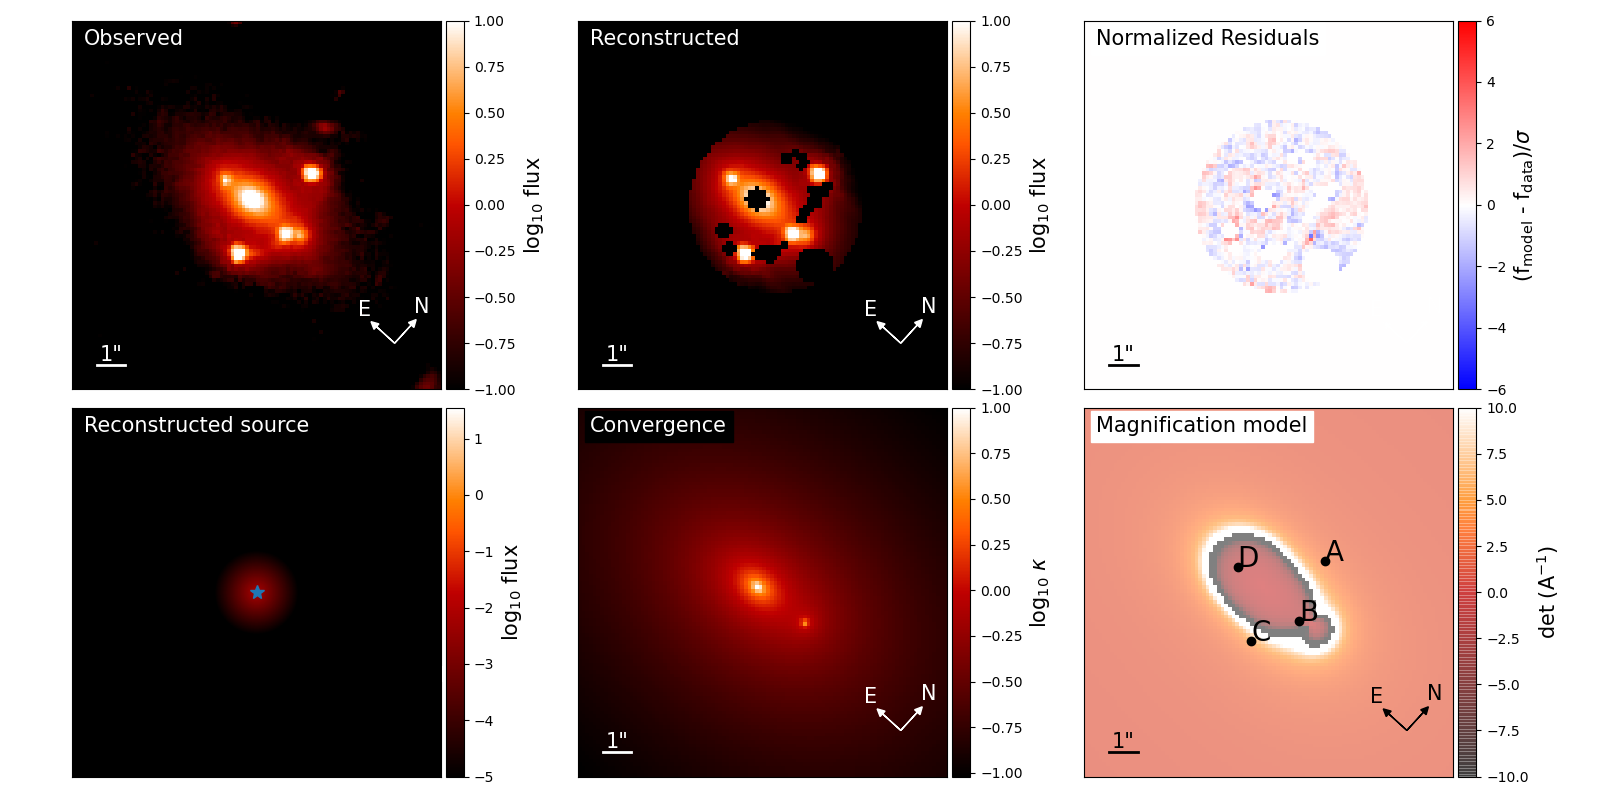 Observed
E
N
1"
1.00
0.75
0.50
0.25
0.00
−0.25
−0.50
−0.75
−1.00
log₁₀ flux
Reconstructed
E
N
1"
1.00
0.75
0.50
0.25
0.00
−0.25
−0.50
−0.75
−1.00
log₁₀ flux
Normalized Residuals
1"
6
4
2
0
−2
−4
−6
(f_model - f_data)/σ
Reconstructed source
1
0
−1
−2
−3
−4
−5
log₁₀ flux
Convergence
E
N
1"
1.00
0.75
0.50
0.25
0.00
−0.25
−0.50
−0.75
−1.00
log₁₀ κ
Magnification model
A
D
B
C
E
N
1"
10.0
7.5
5.0
2.5
0.0
−2.5
−5.0
−7.5
−10.0
det (A⁻¹)